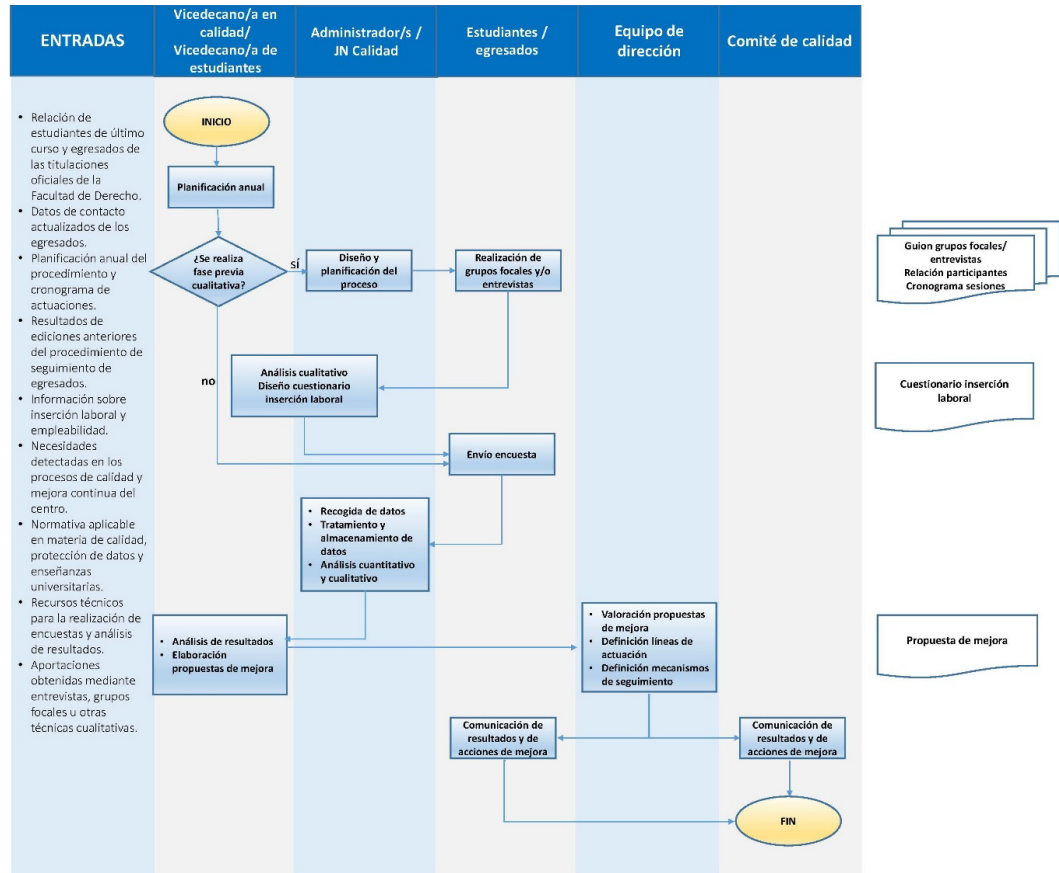 ENTRADAS
Vicedecano/a en
calidad/
Vicedecano/a de
estudiantes
Administrador/s /
JN Calidad
Estudiantes /
egresados
Equipo de
dirección
Comité de calidad
• Relación de
estudiantes de último
curso y egresados de
las titulaciones
oficiales de la
Facultad de Derecho.
• Datos de contacto
actualizados de los
egresados.
• Planificación anual del
procedimiento y
cronograma de
actuaciones.
• Resultados de
ediciones anteriores
del procedimiento de
seguimiento de
egresados.
• Información sobre
inserción laboral y
empleabilidad.
• Necesidades
detectadas en los
procesos de calidad y
mejora continua del
centro.
• Normativa aplicable
en materia de calidad,
protección de datos y
enseñanzas
universitarias.
• Recursos técnicos
para la realización de
encuestas y análisis
de resultados.
• Aportaciones
obtenidas mediante
entrevistas, grupos
focales u otras
técnicas cualitativas.
INICIO
Planificación anual
¿Se realiza
fase previa
cualitativa?
sí
no
Diseño y
planificación del
proceso
Realización de
grupos focales y/o
entrevistas
Guion grupos focales/
entrevistas
Relación participantes
Cronograma sesiones
Análisis cualitativo
Diseño cuestionario
inserción laboral
Cuestionario inserción
laboral
Envío encuesta
• Recogida de datos
• Tratamiento y
almacenamiento de
datos
• Análisis cuantitativo
y cualitativo
• Análisis de resultados
• Elaboración
propuestas de mejora
• Valoración propuestas
de mejora
• Definición líneas de
actuación
• Definición mecanismos
de seguimiento
Propuesta de mejora
Comunicación de
resultados y de
acciones de mejora
Comunicación de
resultados y de
acciones de mejora
FIN